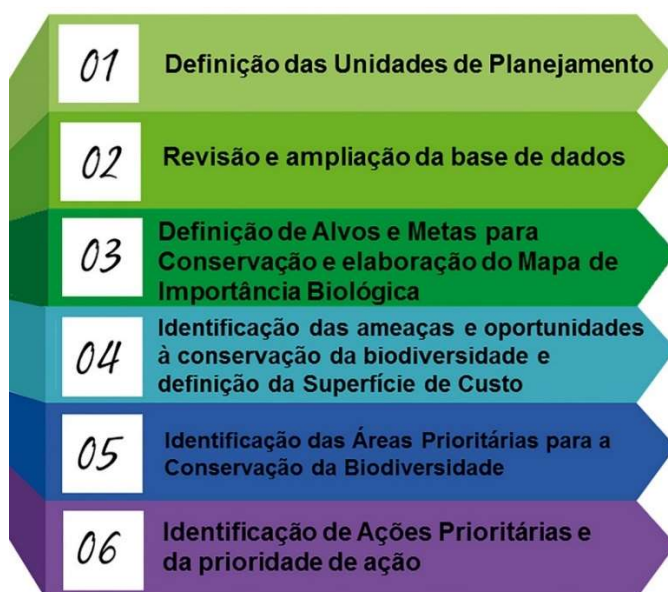 01
Definição das Unidades de Planejamento
02
Revisão e ampliação da base de dados
03
Definição de Alvos e Metas para
Conservação e elaboração do Mapa de
Importância Biológica
04
Identificação das ameaças e oportunidades
à conservação da biodiversidade e
definição da Superfície de Custo
05
Identificação das Áreas Prioritárias para a
Conservação da Biodiversidade
06
Identificação de Ações Prioritárias e
da prioridade de ação